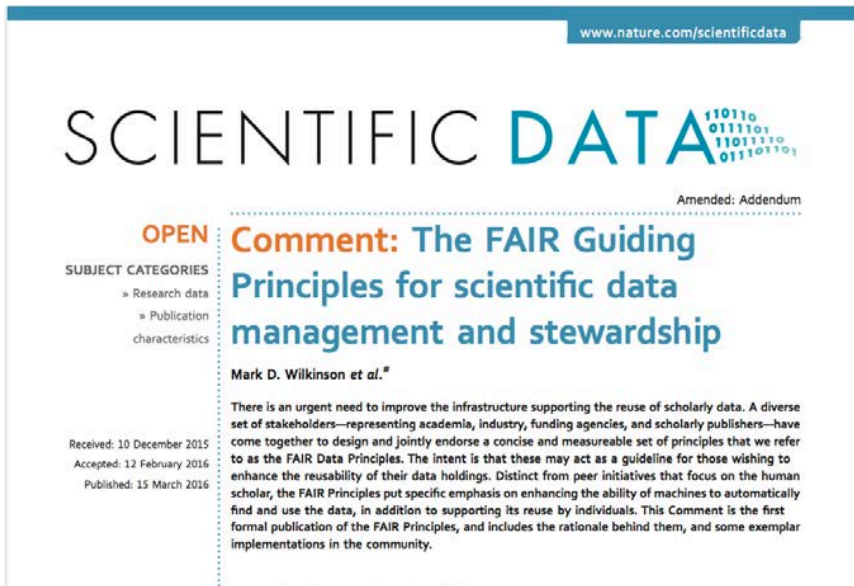 www.nature.com/scientificdata
SCIENTIFIC DATA
110110
0111101
11011110
011101101
Amended: Addendum
OPEN
SUBJECT CATEGORIES
» Research data
» Publication
characteristics
Received: 10 December 2015
Accepted: 12 February 2016
Published: 15 March 2016
Comment: The FAIR Guiding
Principles for scientific data
management and stewardship
Mark D. Wilkinson et al.#
There is an urgent need to improve the infrastructure supporting the reuse of scholarly data. A diverse
set of stakeholders—representing academia, industry, funding agencies, and scholarly publishers—have
come together to design and jointly endorse a concise and measureable set of principles that we refer
to as the FAIR Data Principles. The intent is that these may act as a guideline for those wishing to
enhance the reusability of their data holdings. Distinct from peer initiatives that focus on the human
scholar, the FAIR Principles put specific emphasis on enhancing the ability of machines to automatically
find and use the data, in addition to supporting its reuse by individuals. This Comment is the first
formal publication of the FAIR Principles, and includes the rationale behind them, and some exemplar
implementations in the community.